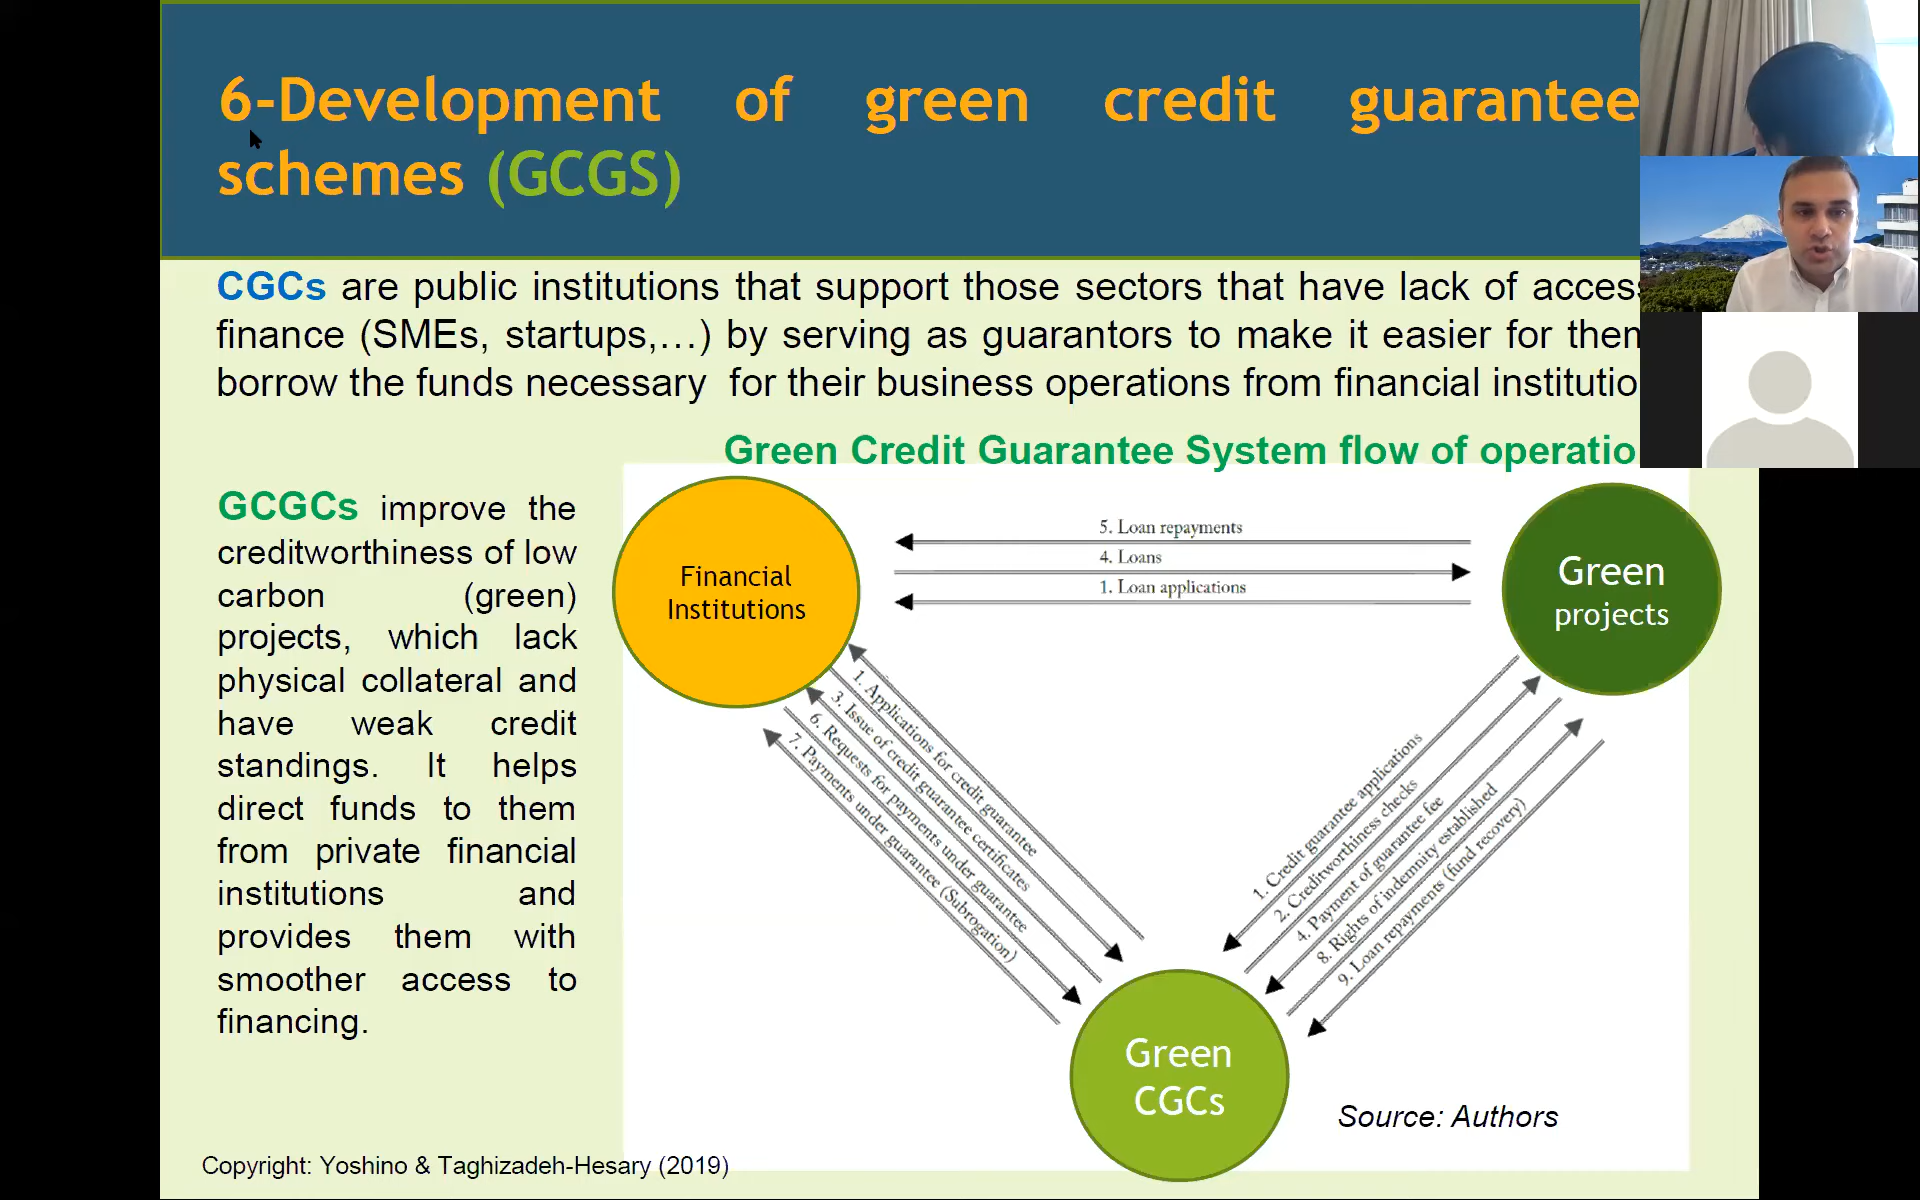 6-Development of green credit guarantee
schemes (GCGS)
CGCs are public institutions that support those sectors that have lack of access
finance (SMEs, startups,…) by serving as guarantors to make it easier for them
borrow the funds necessary for their business operations from financial institutio
Green Credit Guarantee System flow of operatio
GCGCs improve the
creditworthiness of low
carbon (green)
projects, which lack
physical collateral and
have weak credit
standings. It helps
direct funds to them
from private financial
institutions and
provides them with
smoother access to
financing.
Financial
Institutions
5. Loan repayments
4. Loans
1. Loan applications
Green
projects
1. Applications for credit guarantee
3. Issue of credit guarantee certificates
6. Requests for payments under guarantee
7. Payments under guarantee (Subrogation)
1. Credit guarantee applications
2. Creditworthiness checks
4. Payment of guarantee fee
8. Rights of indemnity established
9. Loan repayments (fund recovery)
Green
CGCs
Source: Authors
Copyright: Yoshino & Taghizadeh-Hesary (2019)